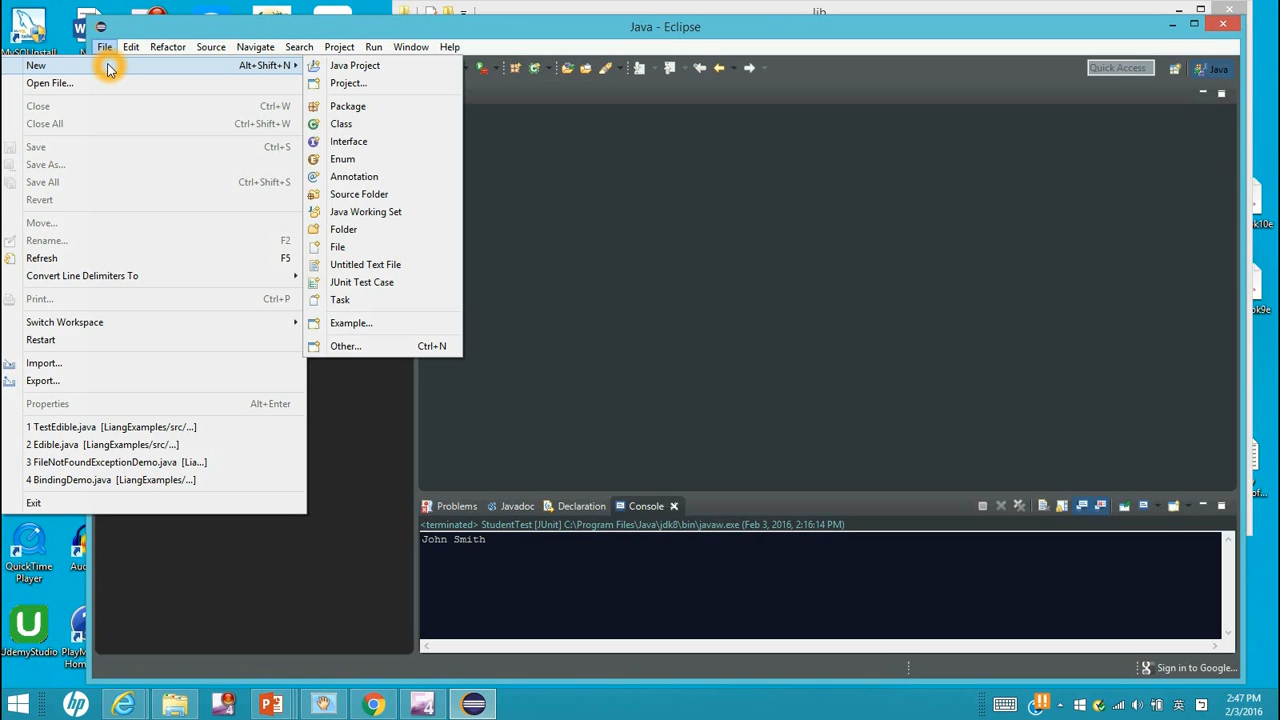 lib
MySQLInstall
Java - Eclipse
File Edit Refactor Source Navigate Search Project Run Window Help
New Alt+Shift+N
Open File...
Close Ctrl+W
Close All Ctrl+Shift+W
Save Ctrl+S
Save As...
Save All Ctrl+Shift+S
Revert
Move...
Rename... F2
Refresh F5
Convert Line Delimiters To
Print... Ctrl+P
Switch Workspace
Restart
Import...
Export...
Properties Alt+Enter
1 TestEdible.java [LiangExamples/src/...]
2 Edible.java [LiangExamples/src/...]
3 FileNotFoundExceptionDemo.java [Lia...]
4 BindingDemo.java [LiangExamples/...]
Exit
Java Project
Project...
Package
Class
Interface
Enum
Annotation
Source Folder
Java Working Set
Folder
File
Untitled Text File
JUnit Test Case
Task
Example...
Other... Ctrl+N
Quick Access
Java
ok10e
ok9e
of...
Problems Javadoc Declaration Console
<terminated> StudentTest [JUnit] C:\Program Files\Java\jdk8\bin\javaw.exe (Feb 3, 2016, 2:16:14 PM)
John Smith
QuickTime
Player
UdemyStudio
Sign in to Google...
2:47 PM
2/3/2016